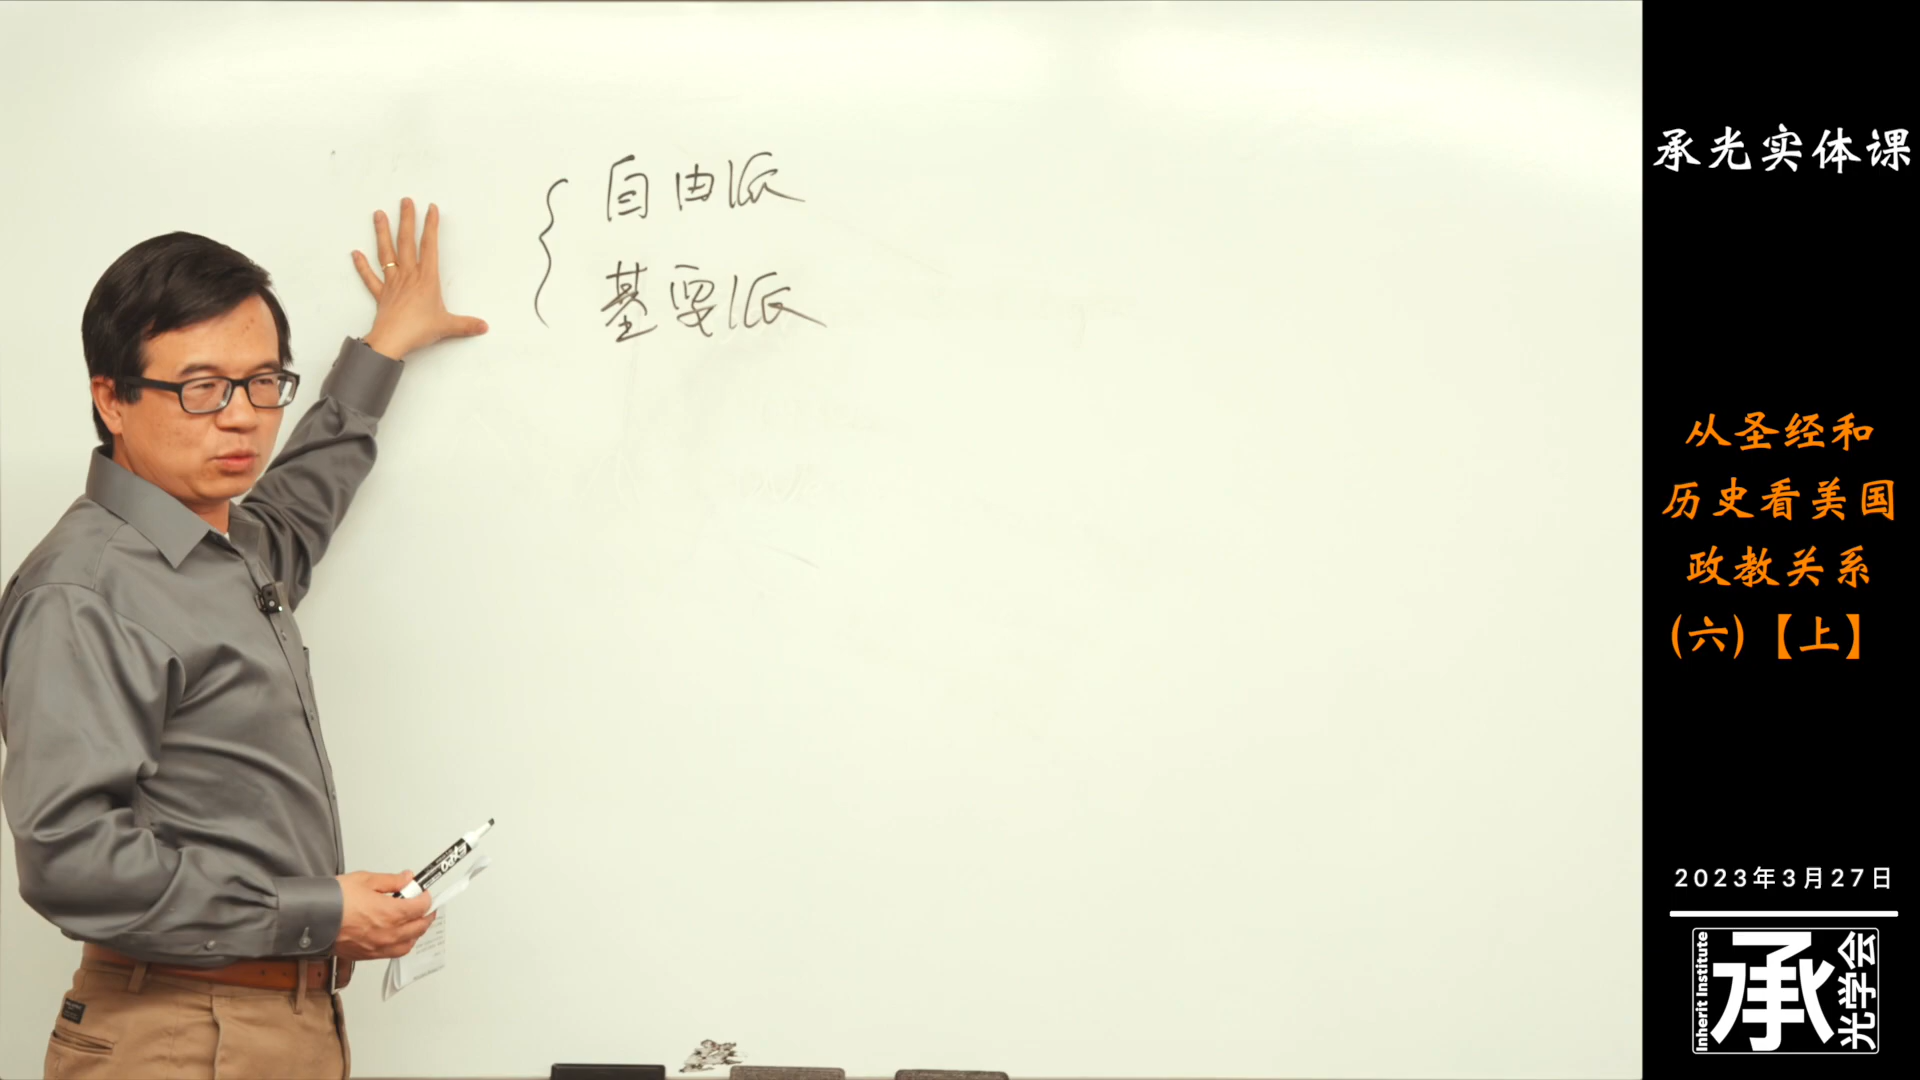 自由派
基要派
承光实体课
从圣经和
历史看美国
政教关系
(六)【上】
2023年3月27日
Inherit Institute
承
光学会
EXPO